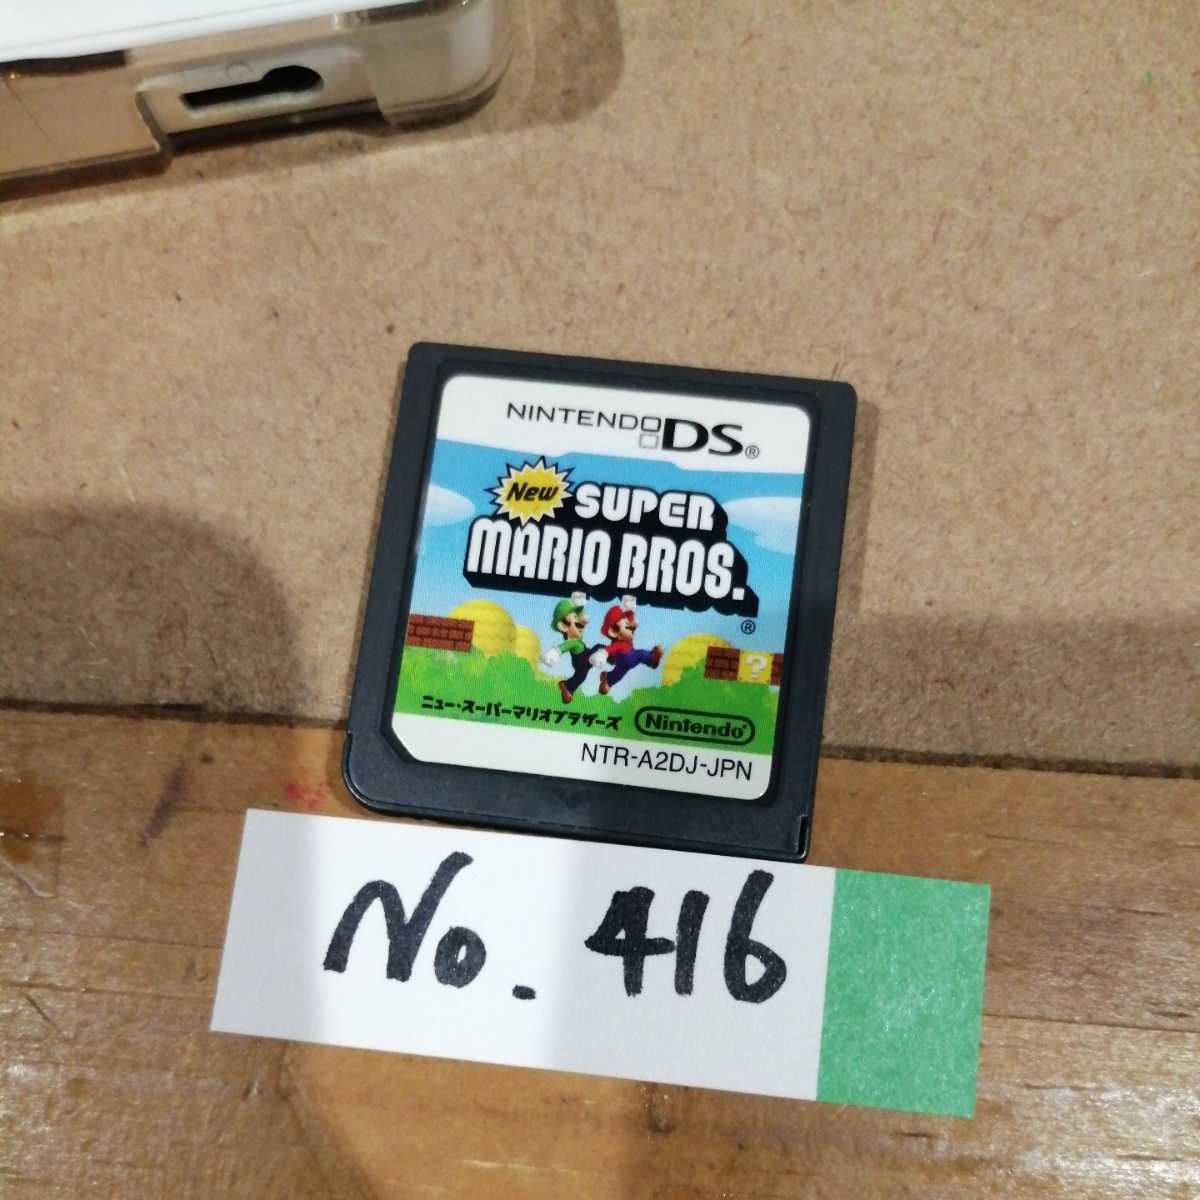 NINTENDO DS®
New SUPER
MARIO BROS.
®
?
ニュー・スーパーマリオブラザーズ Nintendo®
NTR-A2DJ-JPN
No. 416